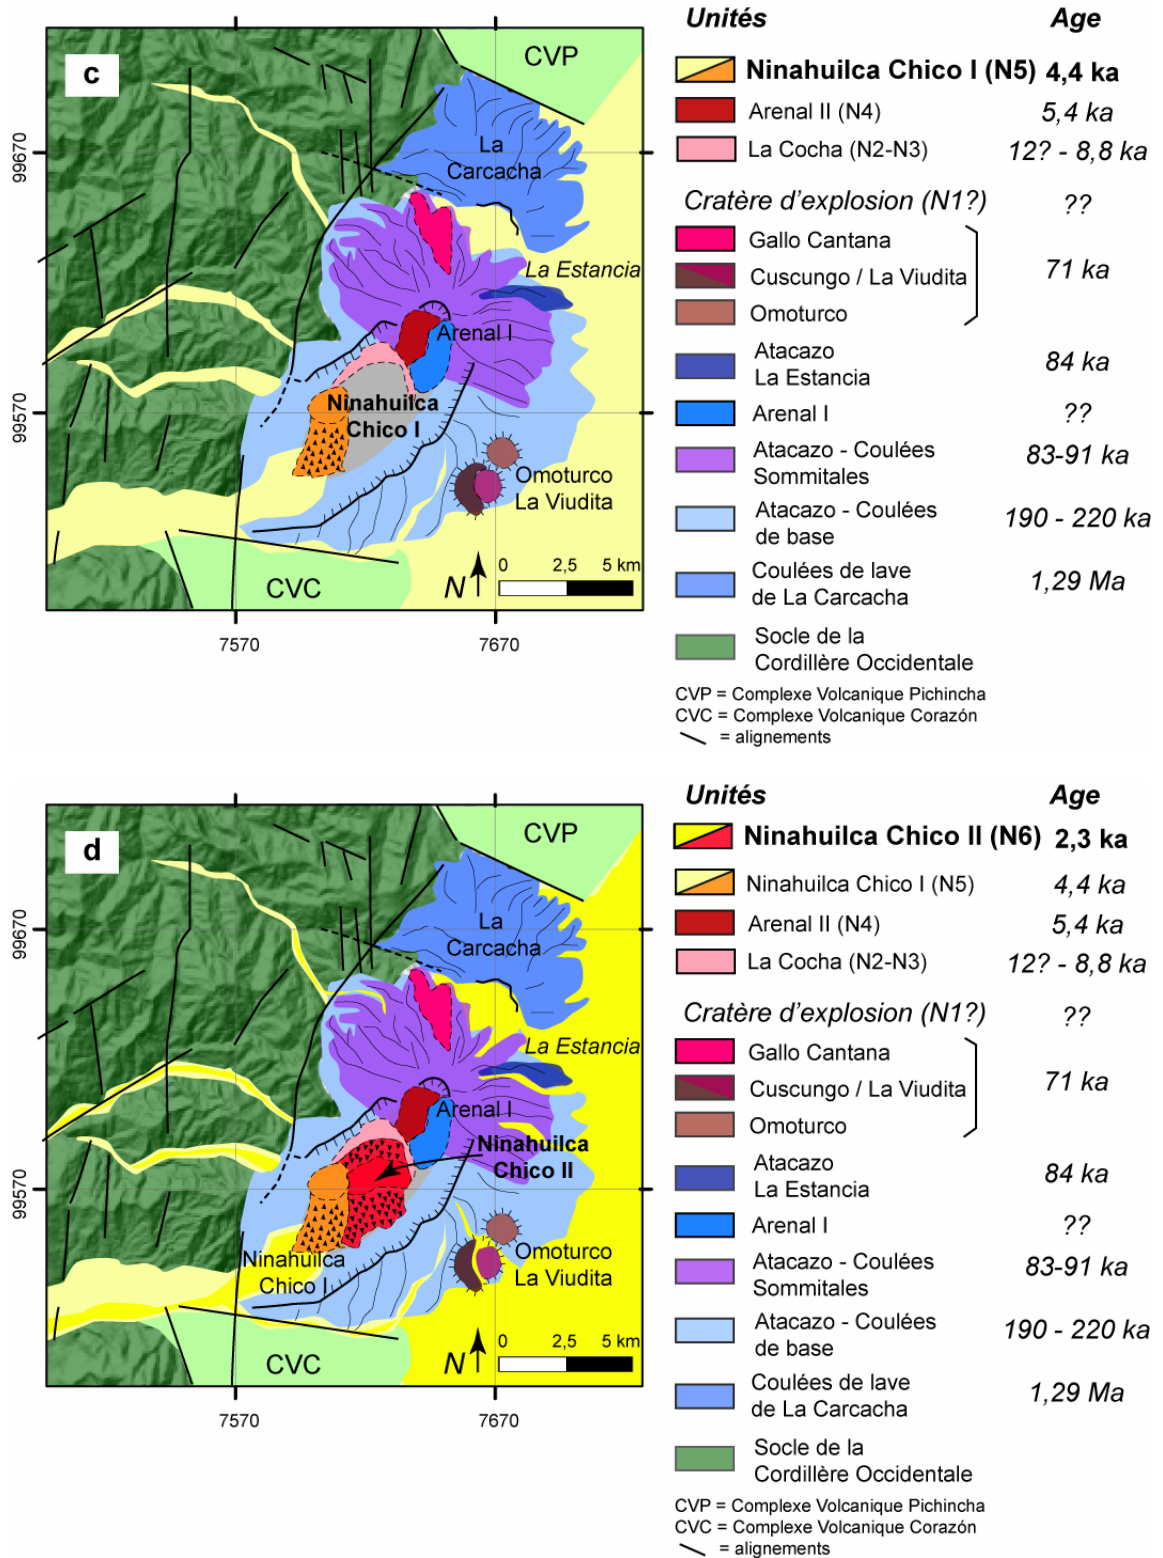 c
CVP
La
Carcacha
La Estancia
Arenal I
Ninahuilca
Chico I
Omoturco
La Viudita
CVC
N
0 2,5 5 km
99670
99570
7570 7670
Unités Age
Ninahuilca Chico I (N5) 4,4 ka
Arenal II (N4) 5,4 ka
La Cocha (N2-N3) 12? - 8,8 ka
Cratère d'explosion (N1?) ??
Gallo Cantana
Cuscungo / La Viudita 71 ka
Omoturco
Atacazo
La Estancia 84 ka
Arenal I ??
Atacazo - Coulées
Sommitales 83-91 ka
Atacazo - Coulées
de base 190 - 220 ka
Coulées de lave
de La Carcacha 1,29 Ma
Socle de la
Cordillère Occidentale
CVP = Complexe Volcanique Pichincha
CVC = Complexe Volcanique Corazón
= alignements
d
CVP
La
Carcacha
La Estancia
Arenal I
Ninahuilca
Chico II
Ninahuilca
Chico I
Omoturco
La Viudita
CVC
N
0 2,5 5 km
99670
99570
7570 7670
Unités Age
Ninahuilca Chico II (N6) 2,3 ka
Ninahuilca Chico I (N5) 4,4 ka
Arenal II (N4) 5,4 ka
La Cocha (N2-N3) 12? - 8,8 ka
Cratère d'explosion (N1?) ??
Gallo Cantana
Cuscungo / La Viudita 71 ka
Omoturco
Atacazo
La Estancia 84 ka
Arenal I ??
Atacazo - Coulées
Sommitales 83-91 ka
Atacazo - Coulées
de base 190 - 220 ka
Coulées de lave
de La Carcacha 1,29 Ma
Socle de la
Cordillère Occidentale
CVP = Complexe Volcanique Pichincha
CVC = Complexe Volcanique Corazón
= alignements